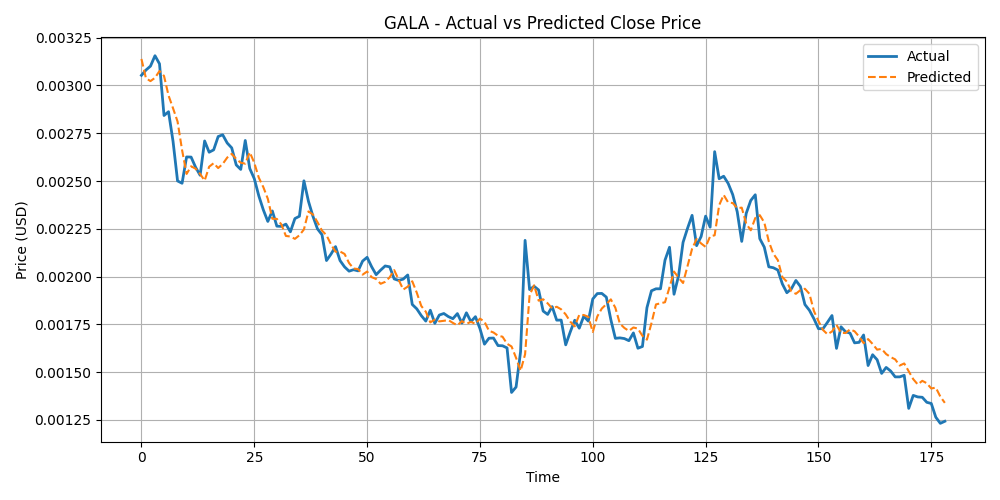 GALA - Actual vs Predicted Close Price
Price (USD)
0.00325
0.00300
0.00275
0.00250
0.00225
0.00200
0.00175
0.00150
0.00125
Actual
Predicted
0 25 50 75 100 125 150 175
Time